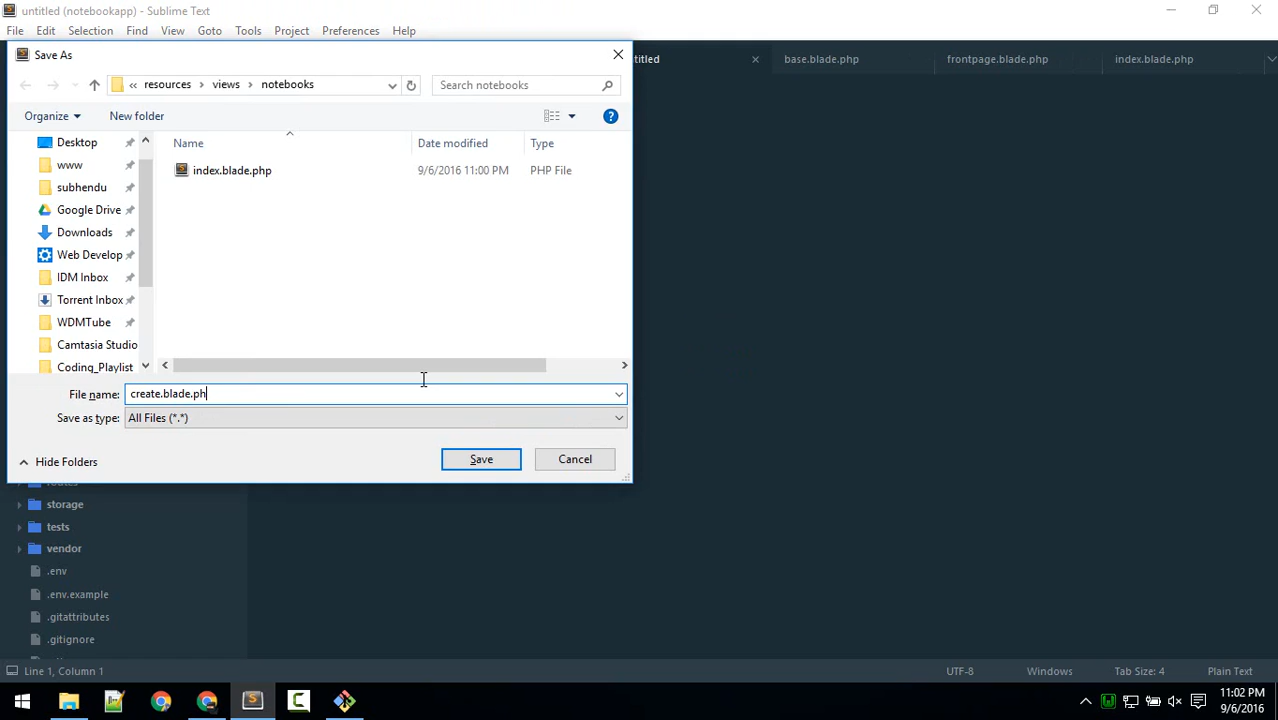 untitled (notebookapp) - Sublime Text
File Edit Selection Find View Goto Tools Project Preferences Help
Save As
base.blade.php frontpage.blade.php index.blade.php
« resources views notebooks Search notebooks
Organize New folder
Name Date modified Type
Desktop
www
index.blade.php 9/6/2016 11:00 PM PHP File
subhendu
Google Drive
Downloads
Web Develop
IDM Inbox
Torrent Inbox
WDMTube
Camtasia Studio
Coding_Playlist
File name: create.blade.ph
Save as type: All Files (*.*)
Hide Folders Save Cancel
storage
tests
vendor
.env
.env.example
.gitattributes
.gitignore
Line 1, Column 1 UTF-8 Windows Tab Size: 4 Plain Text
11:02 PM
9/6/2016